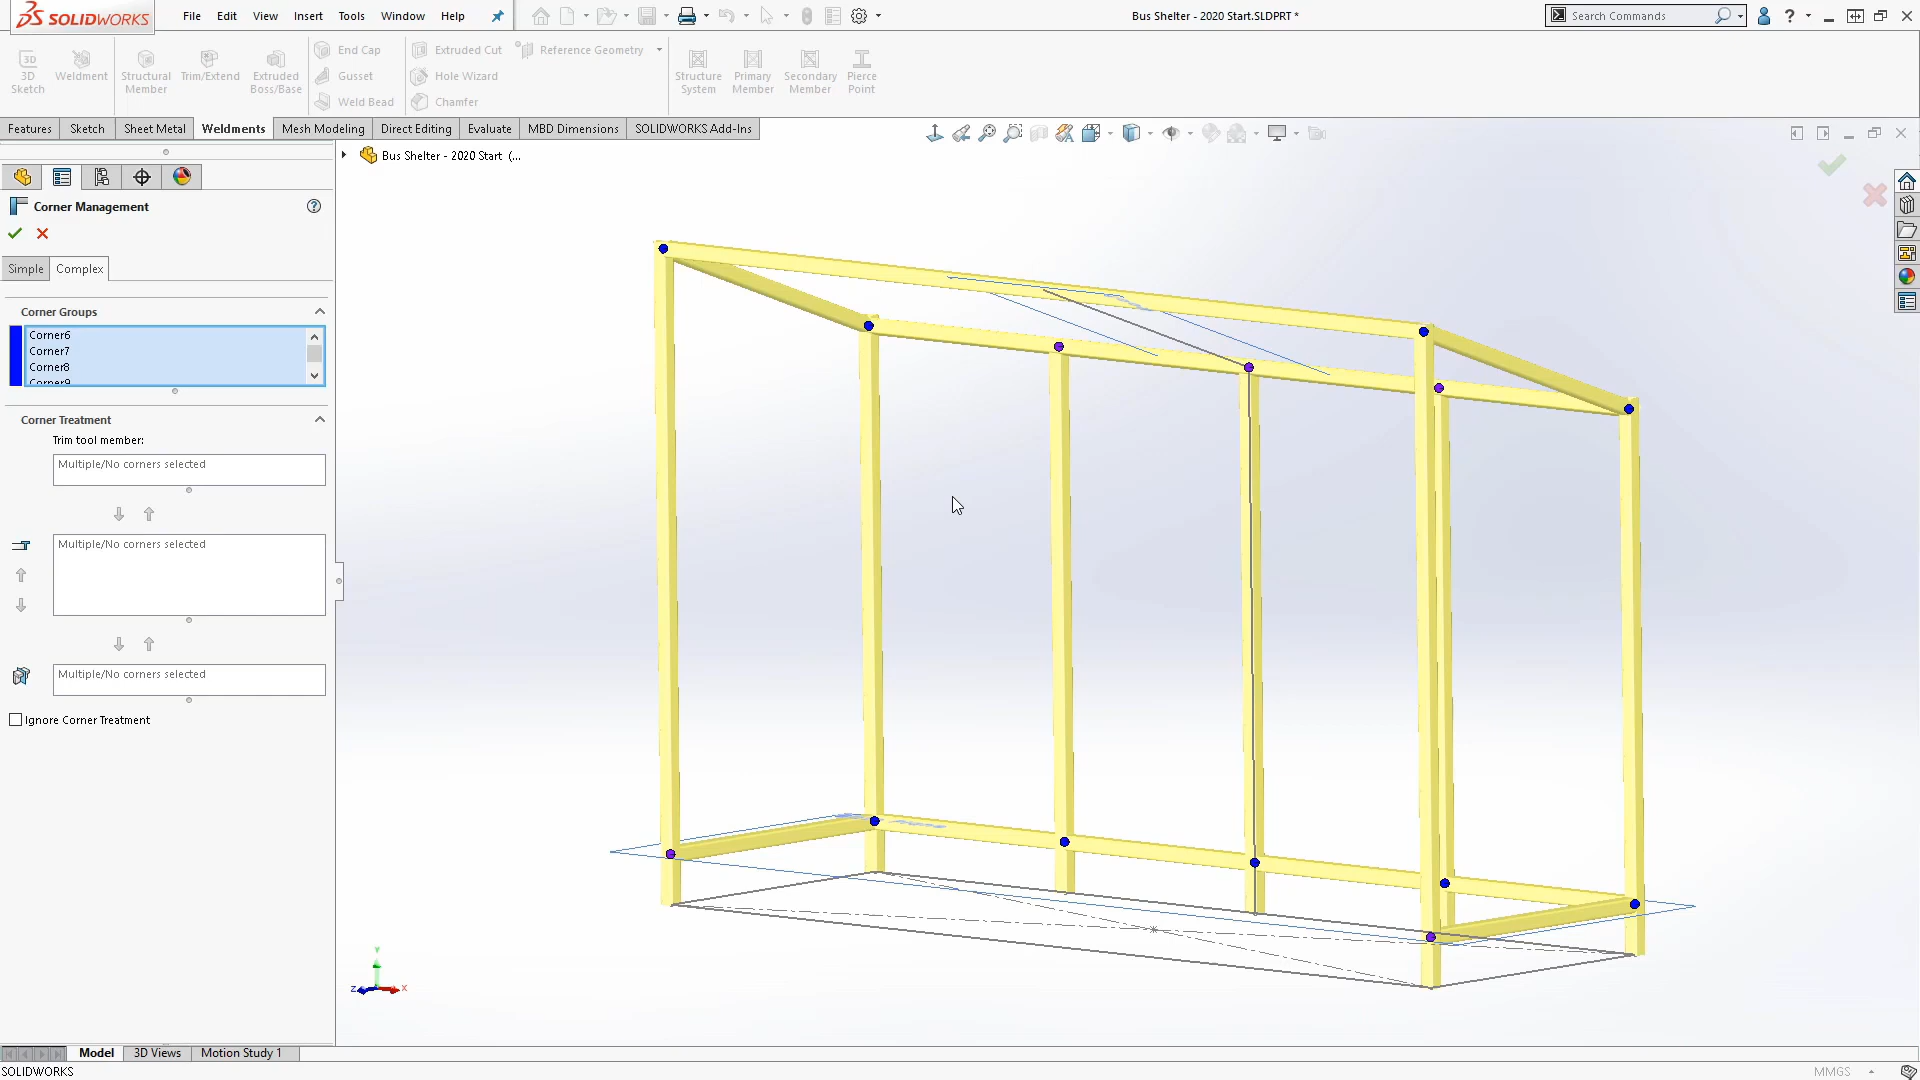 SOLIDWORKS
File Edit View Insert Tools Window Help
Bus Shelter - 2020 Start.SLDPRT *
Search Commands
3D Sketch
Weldment
Structural Member
Trim/Extend
Extruded Boss/Base
End Cap
Gusset
Weld Bead
Extruded Cut
Hole Wizard
Chamfer
Reference Geometry
Structure System
Primary Member
Secondary Member
Pierce Point
Features Sketch Sheet Metal Weldments Mesh Modeling Direct Editing Evaluate MBD Dimensions SOLIDWORKS Add-Ins
Bus Shelter - 2020 Start (...
Corner Management
Simple Complex
Corner Groups
Corner6
Corner7
Corner8
Corner9
Corner Treatment
Trim tool member:
Multiple/No corners selected
Multiple/No corners selected
Multiple/No corners selected
Ignore Corner Treatment
Y
Z
X
Model 3D Views Motion Study 1
SOLIDWORKS
MMGS